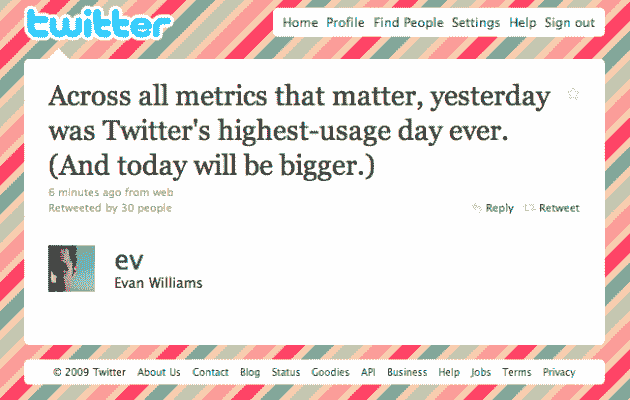 twitter
Home Profile Find People Settings Help Sign out
Across all metrics that matter, yesterday
was Twitter's highest-usage day ever.
(And today will be bigger.)
6 minutes ago from web
Retweeted by 30 people
Reply Retweet
ev
Evan Williams
© 2009 Twitter About Us Contact Blog Status Goodies API Business Help Jobs Terms Privacy